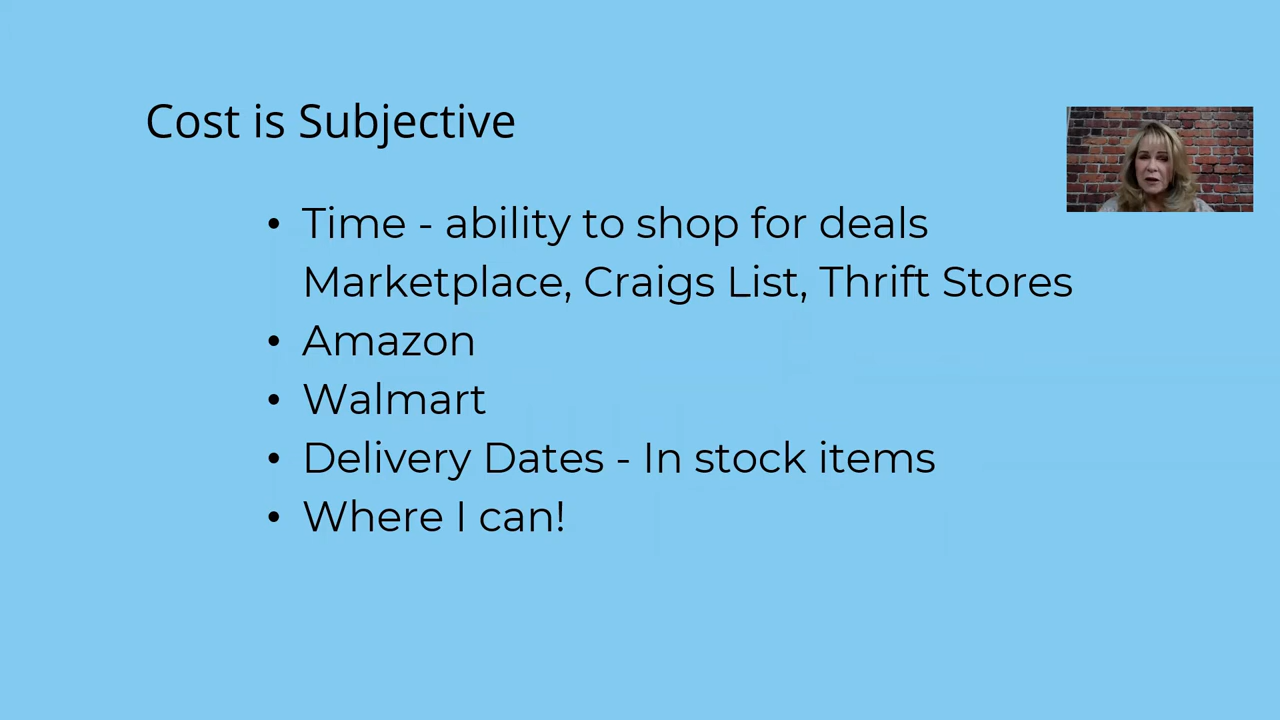 Cost is Subjective
• Time - ability to shop for deals
Marketplace, Craigs List, Thrift Stores
• Amazon
• Walmart
• Delivery Dates - In stock items
• Where I can!